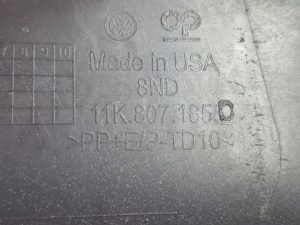 7 8 9 10
Made in USA
8ND
11K.807.185.D
>PP+E/P-TD10<